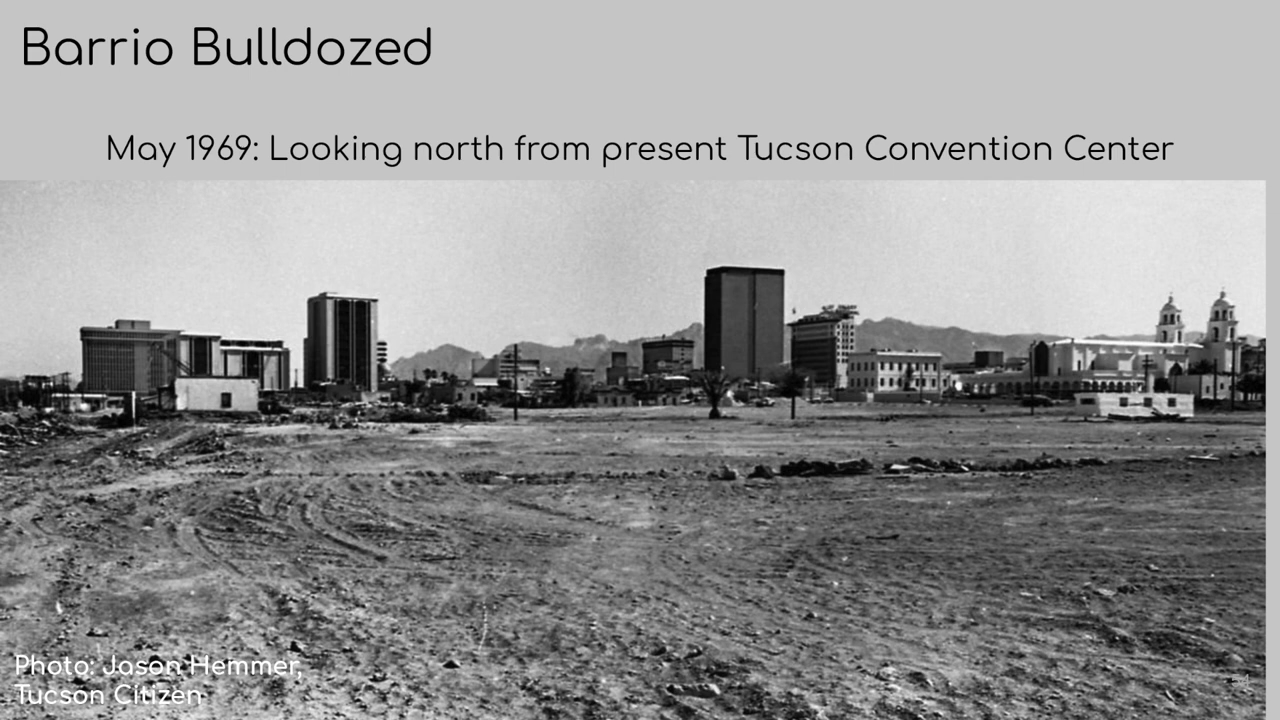 Barrio Bulldozed
May 1969: Looking north from present Tucson Convention Center
Photo: Jason Hemmer,
Tucson Citizen